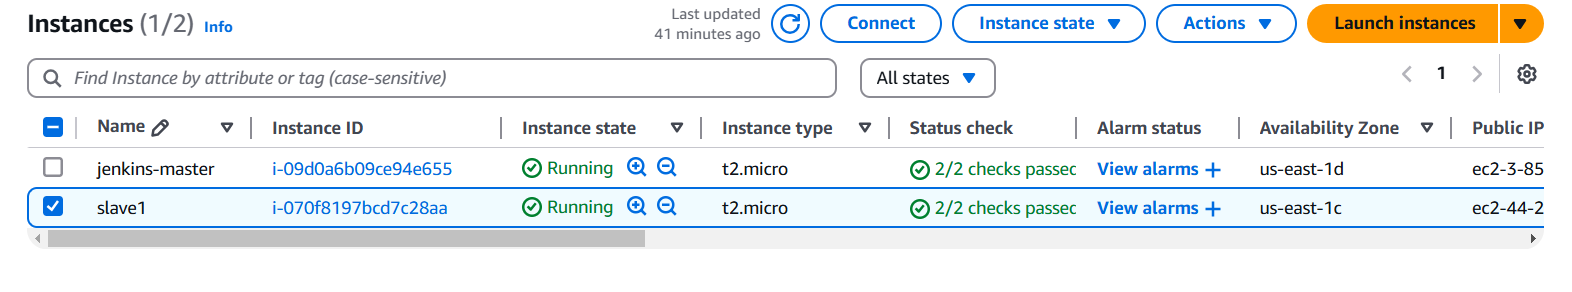 Instances (1/2) Info
Last updated
41 minutes ago
Connect
Instance state
Actions
Launch instances
Find Instance by attribute or tag (case-sensitive)
All states
1
Name Instance ID Instance state Instance type Status check Alarm status Availability Zone Public IP
jenkins-master i-09d0a6b09ce94e655 Running t2.micro 2/2 checks passec View alarms + us-east-1d ec2-3-85
slave1 i-070f8197bcd7c28aa Running t2.micro 2/2 checks passec View alarms + us-east-1c ec2-44-2